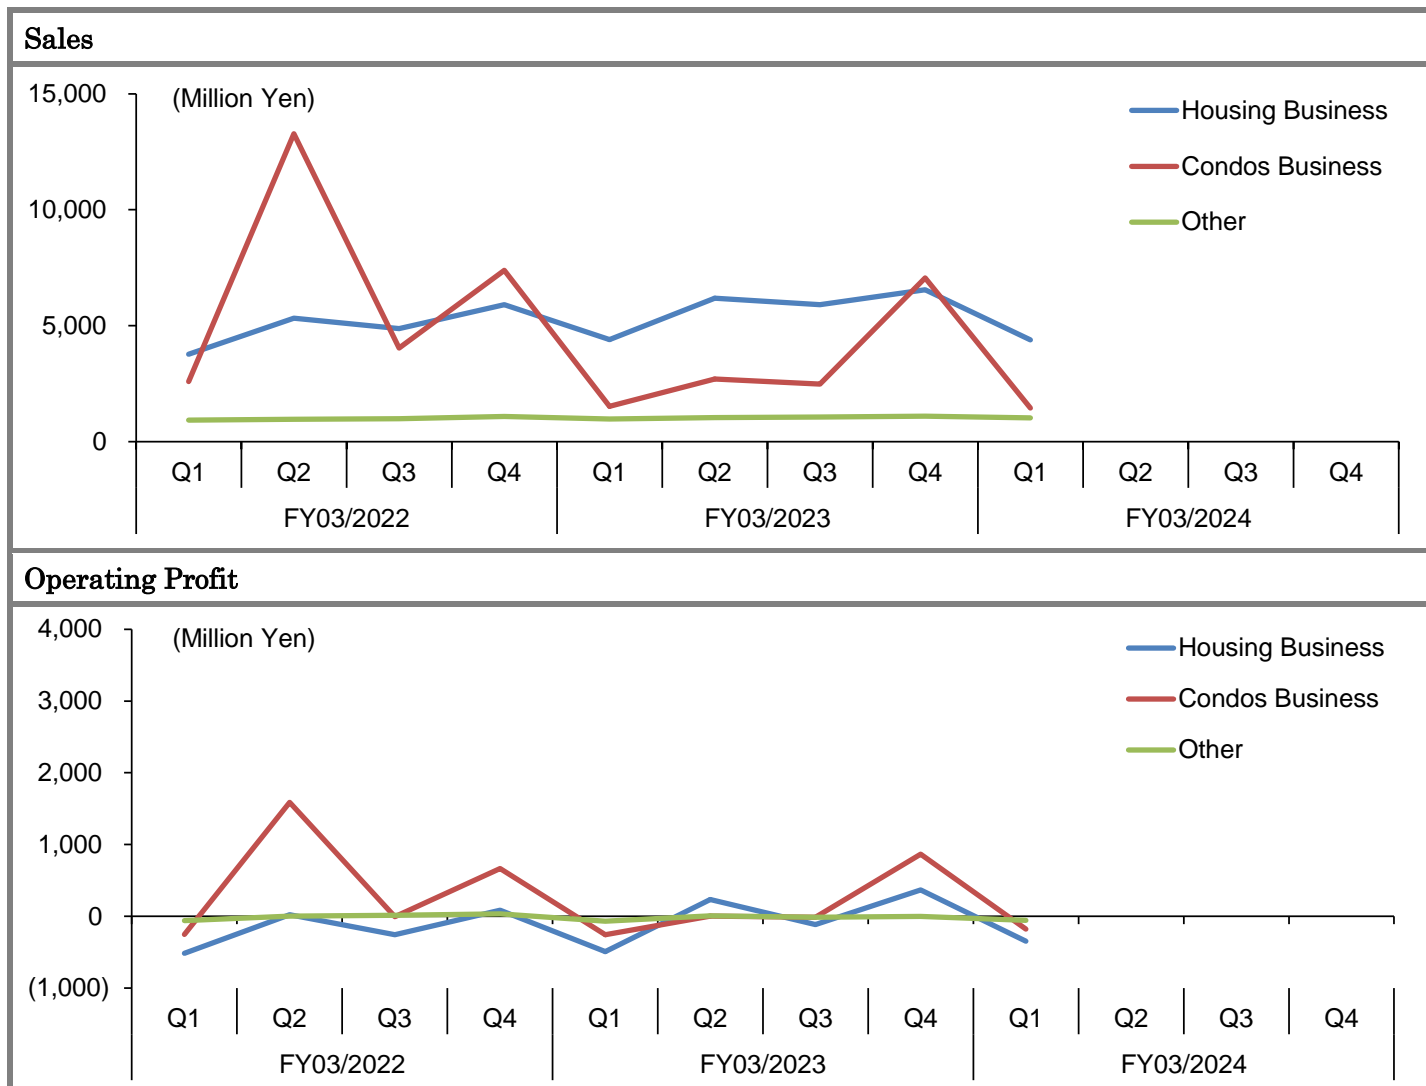 Sales
(Million Yen)
15,000
10,000
5,000
0
Housing Business
Condos Business
Other
Q1 Q2 Q3 Q4 Q1 Q2 Q3 Q4 Q1 Q2 Q3 Q4
FY03/2022 FY03/2023 FY03/2024
Operating Profit
(Million Yen)
4,000
3,000
2,000
1,000
0
(1,000)
Housing Business
Condos Business
Other
Q1 Q2 Q3 Q4 Q1 Q2 Q3 Q4 Q1 Q2 Q3 Q4
FY03/2022 FY03/2023 FY03/2024